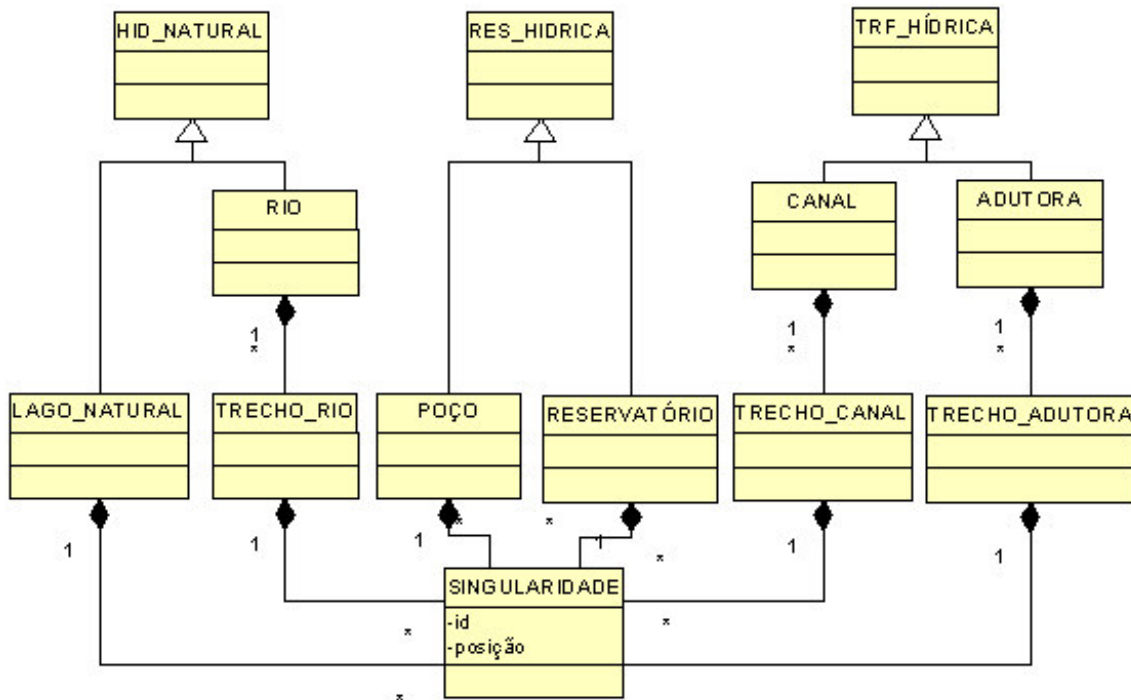 HID_NATURAL
RES_HIDRICA
TRF_HÍDRICA
RIO
CANAL
ADUTORA
1
*
1
*
1
*
LAGO_NATURAL
TRECHO_RIO
POÇO
RESERVATÓRIO
TRECHO_CANAL
TRECHO_ADUTORA
*
*
1
1
1
1
1
1
*
SINGULARIDADE
-id
*
*
-posição
*